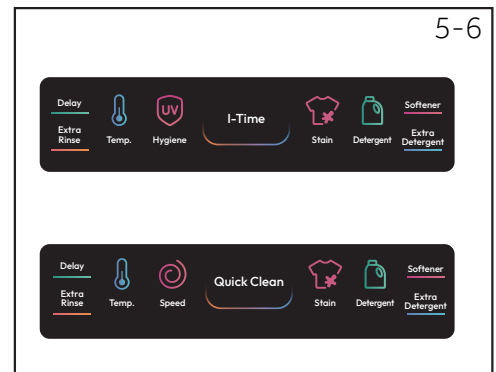 5-6
Delay
Extra
Rinse
Temp.
UV
Hygiene
I-Time
Stain
Detergent
Softener
Extra
Detergent
Delay
Extra
Rinse
Temp.
Speed
Quick Clean
Stain
Detergent
Softener
Extra
Detergent